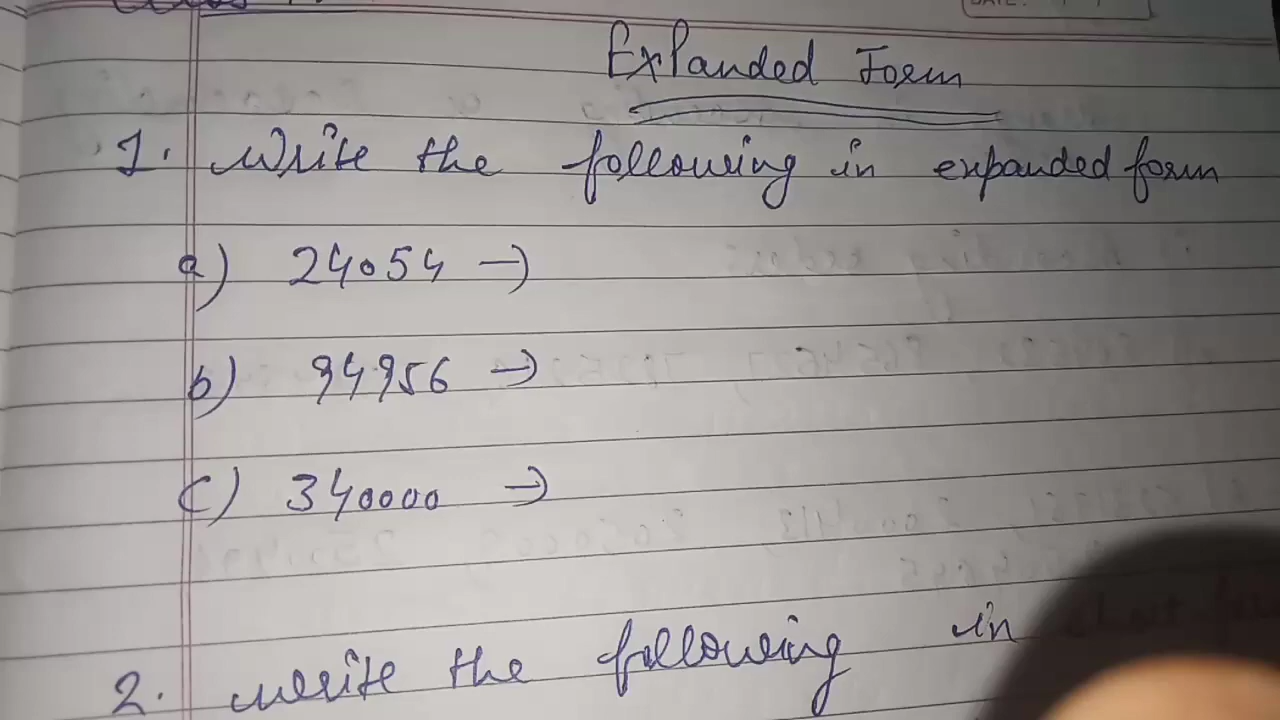 Expanded Form
1. Write the following in expanded form
a) 24054 →
b) 94956 →
c) 340000 →
2. write the following in